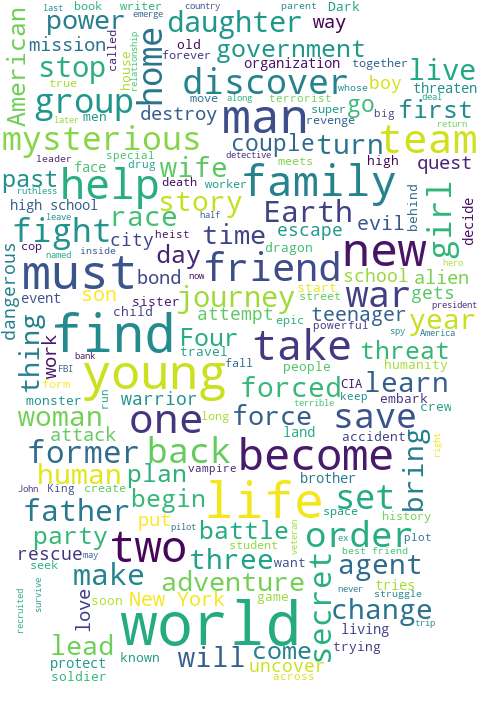 last book writer country parent Dark
emerge
American power daughter way
mission called home old government
forever
relationship
house
organization together whose
stop discover live
true boy threaten
group move along terrorist super go
men destroy man revenge big first
later deal
return
mysterious couple turn team
leader special detective
face drug wife meets high quest
past ruthless death worker family
high school story Earth behind girl decide
leave race half
fight city time escape evil
named cop heist dragon new hero
inside now
must day friend school alien
dangerous event bond journey war gets
son sister start president
child attempt street teenager year
thing find Four epic powerful spy America
work travel take threat
bank fall people humanity
FBI young forced CIA learn
form run warrior keep embark
monster terrible crew
woman one long force save
attack land accident
former back become bring right
vampire
human plan life brother set
John King create space history
father begin put
pilot battle order plot
party two student veteran ex best friend
rescue may three want agent
seek make adventure secret tries
survive struggle
recruited love soon New York game never change
world living trip
lead will come trying
protect known uncover
soldier across